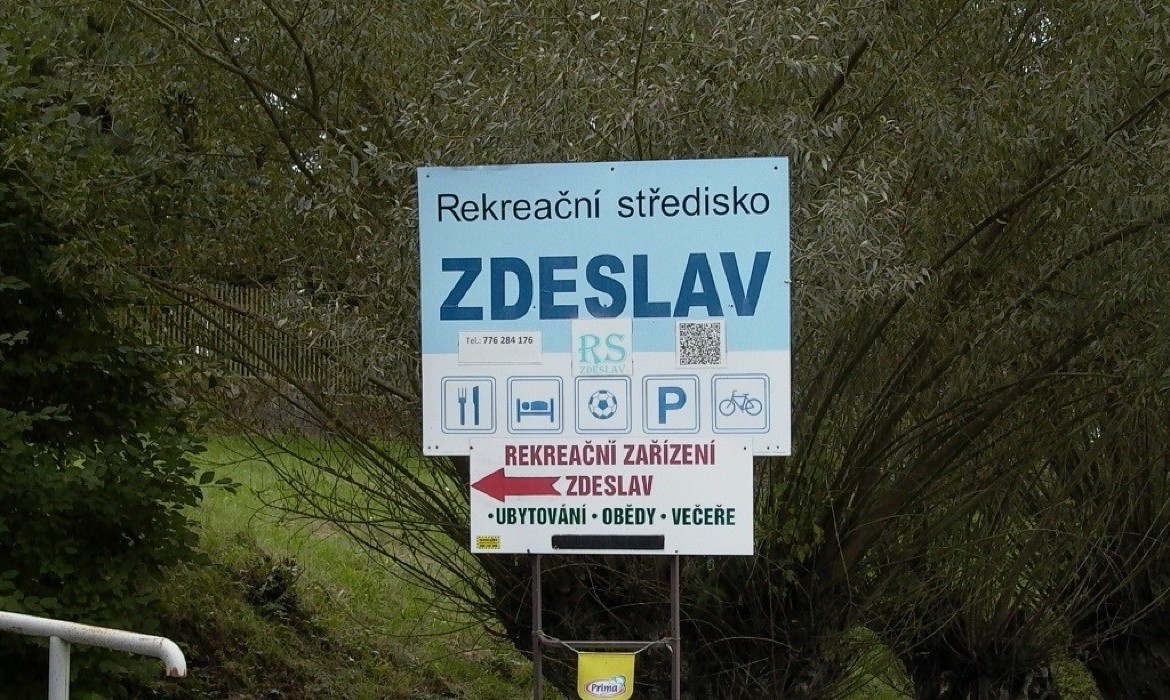 Rekreační středisko
ZDESLAV
Tel.: 776 284 176
RS
ZDESLAV
P
REKREAČNÍ ZAŘÍZENÍ
ZDESLAV
•UBYTOVÁNÍ • OBĚDY • VEČEŘE
Prima